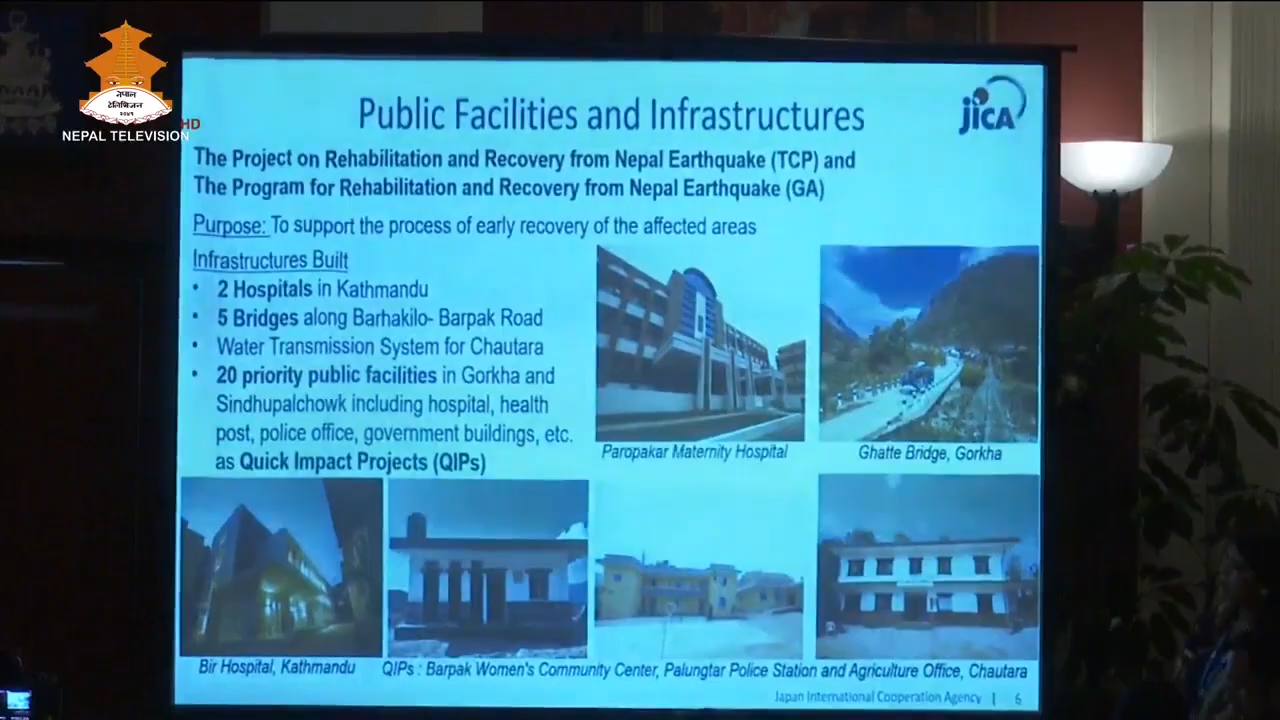 नेपाल
टेलिभिजन
२०४१
HD
NEPAL TELEVISION
JICA
Public Facilities and Infrastructures
The Project on Rehabilitation and Recovery from Nepal Earthquake (TCP) and
The Program for Rehabilitation and Recovery from Nepal Earthquake (GA)
Purpose: To support the process of early recovery of the affected areas
Infrastructures Built
• 2 Hospitals in Kathmandu
• 5 Bridges along Barhakilo- Barpak Road
• Water Transmission System for Chautara
• 20 priority public facilities in Gorkha and
Sindhupalchowk including hospital, health
post, police office, government buildings, etc.
as Quick Impact Projects (QIPs)
Paropakar Maternity Hospital
Ghatte Bridge, Gorkha
Bir Hospital, Kathmandu
QIPs : Barpak Women's Community Center, Palungtar Police Station and Agriculture Office, Chautara
Japan International Cooperation Agency | 6